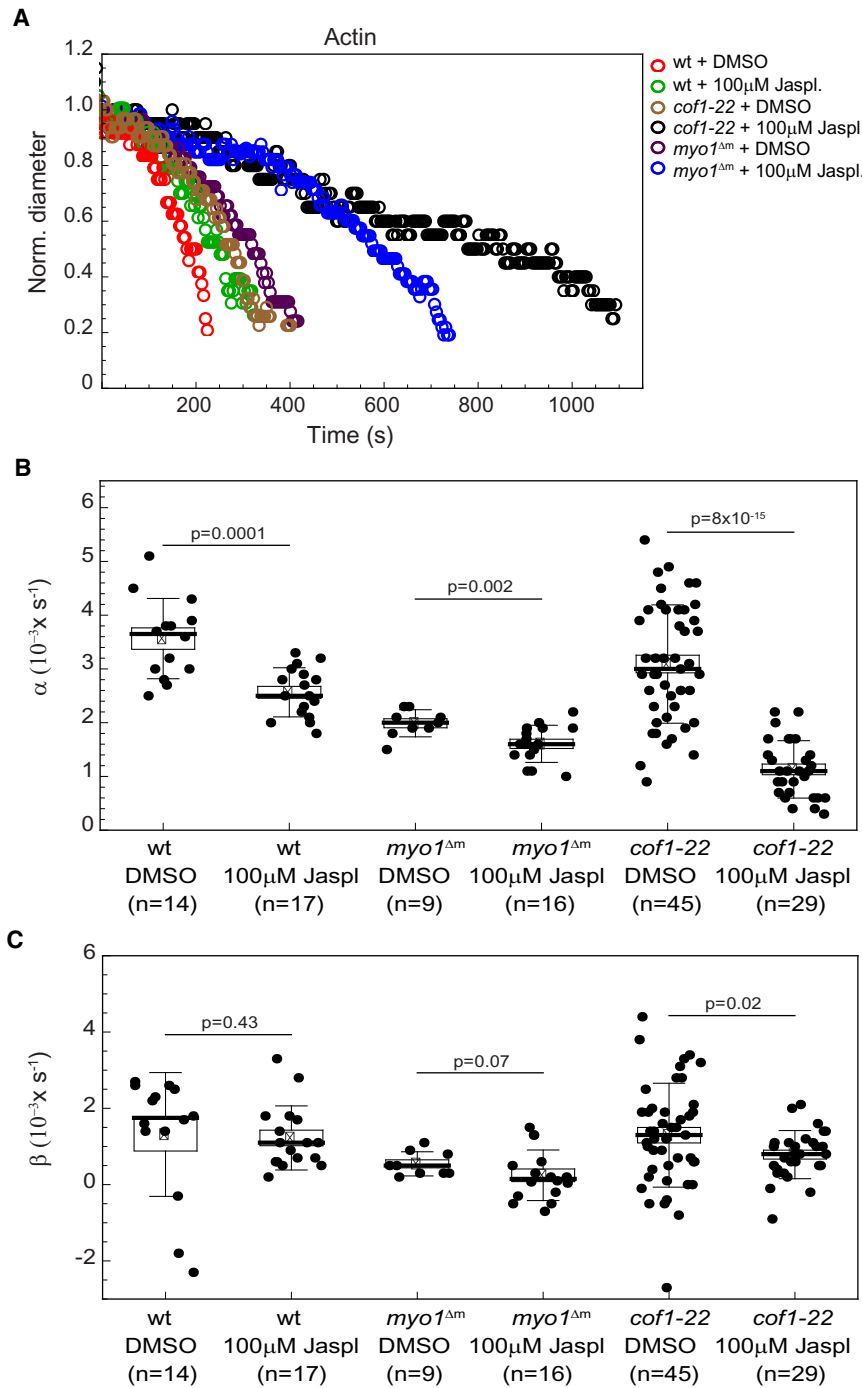 A
Actin
1.2
1.0
0.8
0.6
0.4
0.2
0
Norm. diameter
200
400
600
800
1000
Time (s)
wt + DMSO
wt + 100μM Jaspl.
cof1-22 + DMSO
cof1-22 + 100μM Jaspl
myo1Δm + DMSO
myo1Δm + 100μM Jaspl.
B
6
5
4
3
2
1
0
α (10⁻³x s⁻¹)
p=0.0001
p=0.002
p=8x10⁻¹⁵
wt DMSO (n=14)
wt 100μM Jaspl (n=17)
myo1Δm DMSO (n=9)
myo1Δm 100μM Jaspl (n=16)
cof1-22 DMSO (n=45)
cof1-22 100μM Jaspl (n=29)
C
6
4
2
0
-2
β (10⁻³x s⁻¹)
p=0.43
p=0.07
p=0.02
wt DMSO (n=14)
wt 100μM Jaspl (n=17)
myo1Δm DMSO (n=9)
myo1Δm 100μM Jaspl (n=16)
cof1-22 DMSO (n=45)
cof1-22 100μM Jaspl (n=29)